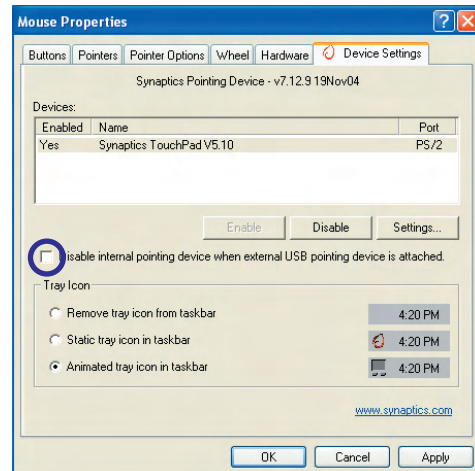 Mouse Properties
Buttons Pointers Pointer Options Wheel Hardware Device Settings
Synaptics Pointing Device - v7.12.9 19Nov04
Devices:
Enabled Name Port
Yes Synaptics TouchPad V5.10 PS/2
Enable Disable Settings...
Disable internal pointing device when external USB pointing device is attached.
Tray Icon
Remove tray icon from taskbar 4:20 PM
Static tray icon in taskbar 4:20 PM
Animated tray icon in taskbar 4:20 PM
www.synaptics.com
OK Cancel Apply